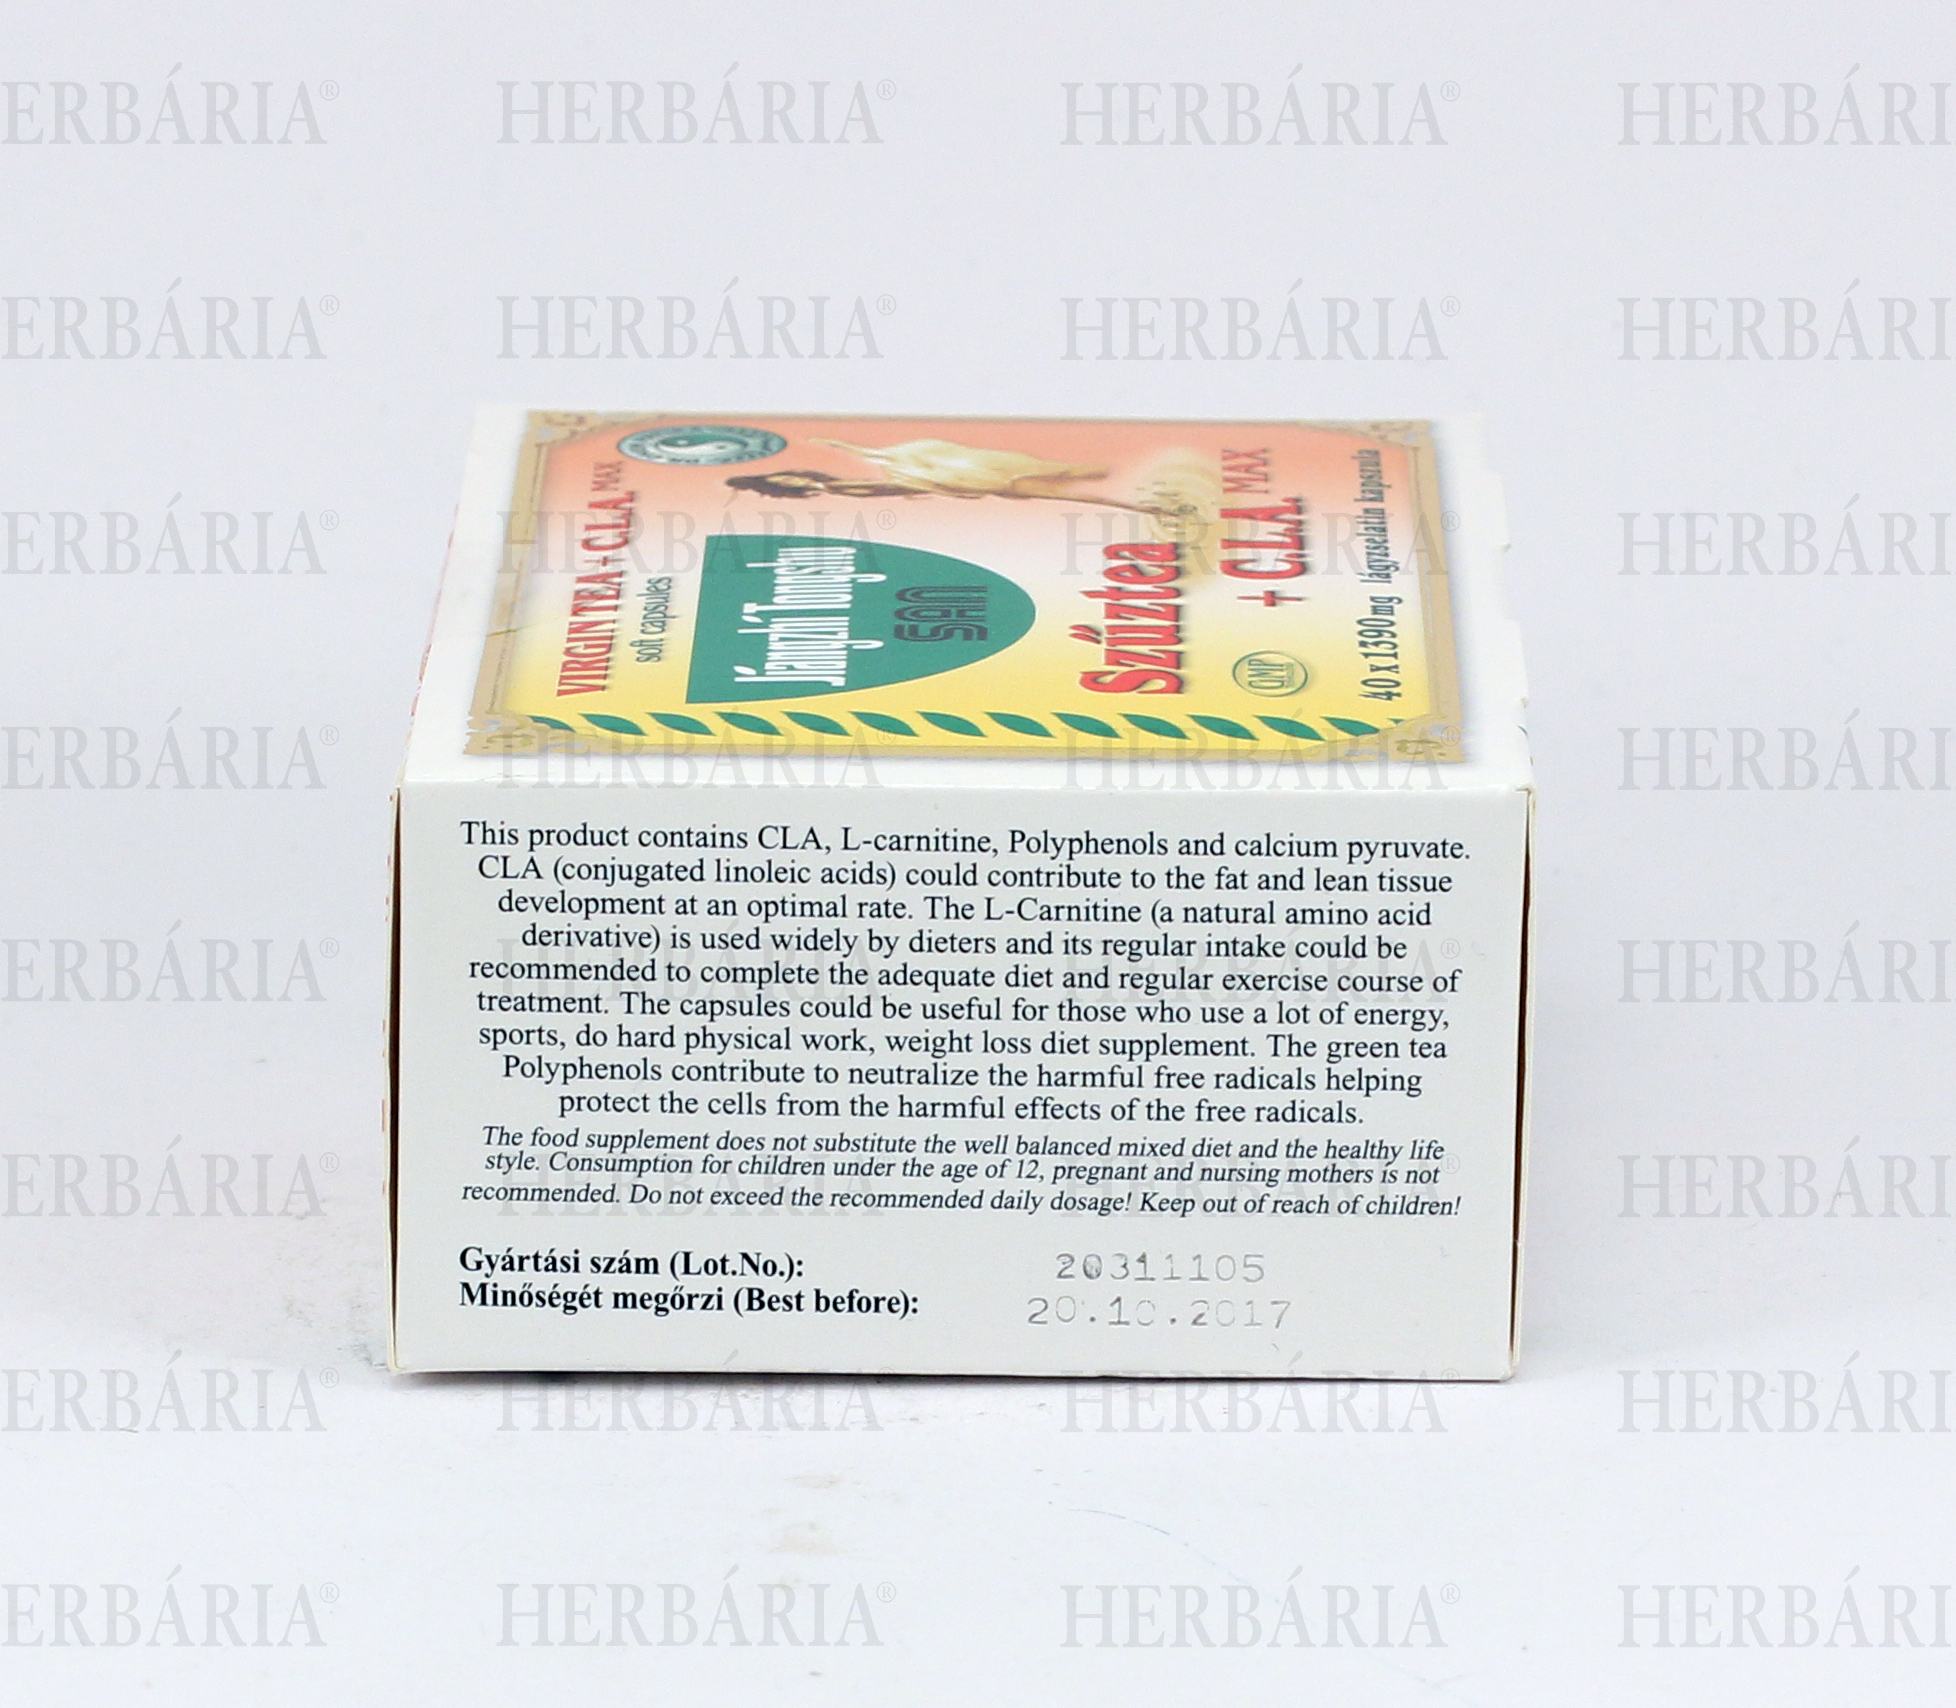 VIRGIN TEA + C.L.A. MAX
soft capsules
Jiangzhi Tongshu
SAN
Szűztea
+ C.L.A. MAX
GMP
40 x 1390 mg lágyzselatin kapszula
This product contains CLA, L-carnitine, Polyphenols and calcium pyruvate.
CLA (conjugated linoleic acids) could contribute to the fat and lean tissue
development at an optimal rate. The L-Carnitine (a natural amino acid
derivative) is used widely by dieters and its regular intake could be
recommended to complete the adequate diet and regular exercise course of
treatment. The capsules could be useful for those who use a lot of energy,
sports, do hard physical work, weight loss diet supplement. The green tea
Polyphenols contribute to neutralize the harmful free radicals helping
protect the cells from the harmful effects of the free radicals.
The food supplement does not substitute the well balanced mixed diet and the healthy life
style. Consumption for children under the age of 12, pregnant and nursing mothers is not
recommended. Do not exceed the recommended daily dosage! Keep out of reach of children!
Gyártási szám (Lot.No.): 20311105
Minőségét megőrzi (Best before): 20.10.2017
HERBÁRIA®